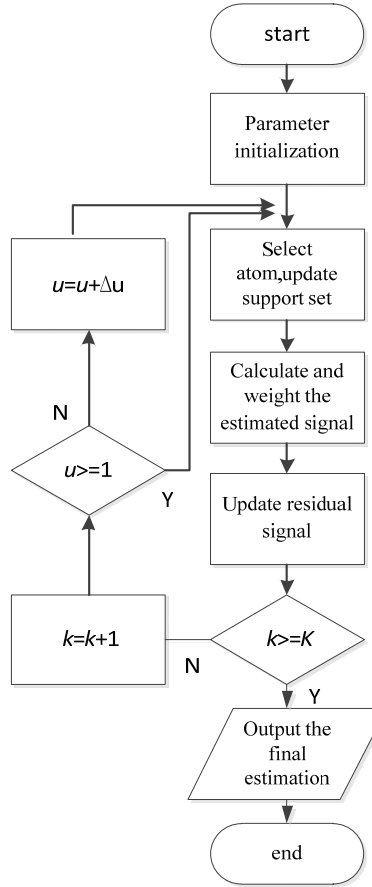 start
Parameter
initialization
Select
atom,update
support set
Calculate and
weight the
estimated signal
Update residual
signal
k>=K
N
Y
k=k+1
u>=1
N
Y
u=u+Δu
Output the
final
estimation
end